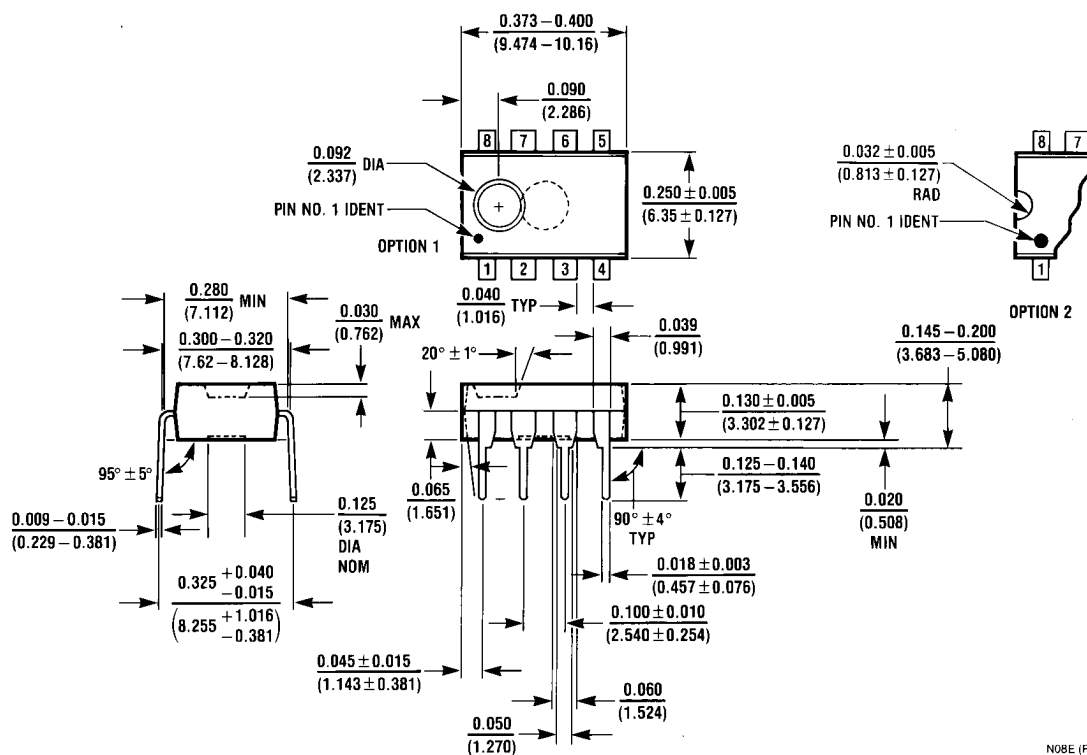 0.373 – 0.400
(9.474 – 10.16)
0.090
(2.286)
8 7 6 5
0.092 DIA
(2.337)
PIN NO. 1 IDENT
OPTION 1
0.250 ± 0.005
(6.35 ± 0.127)
1 2 3 4
8 7
0.032 ± 0.005
(0.813 ± 0.127)
RAD
PIN NO. 1 IDENT
1
OPTION 2
0.280 MIN
(7.112)
0.030 MAX
(0.762)
0.300 – 0.320
(7.62 – 8.128)
0.040 TYP
(1.016)
0.039
(0.991)
20° ± 1°
0.145 – 0.200
(3.683 – 5.080)
0.130 ± 0.005
(3.302 ± 0.127)
95° ± 5°
0.065
(1.651)
0.125 – 0.140
(3.175 – 3.556)
0.020
(0.508)
MIN
90° ± 4°
TYP
0.009 – 0.015
(0.229 – 0.381)
0.125
(3.175)
DIA
NOM
0.018 ± 0.003
(0.457 ± 0.076)
0.325 +0.040
−0.015
(8.255 +1.016
−0.381)
0.100 ± 0.010
(2.540 ± 0.254)
0.045 ± 0.015
(1.143 ± 0.381)
0.060
(1.524)
0.050
(1.270)
N08E